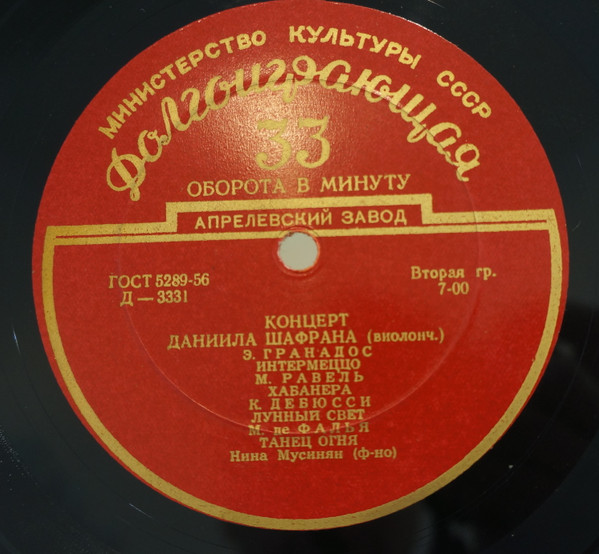 МИНИСТЕРСТВО КУЛЬТУРЫ СССР
Долгоиграющая
33
ОБОРОТА В МИНУТУ
АПРЕЛЕВСКИЙ ЗАВОД
ГОСТ 5289-56
Д — 3331
Вторая гр.
7-00
КОНЦЕРТ
ДАНИИЛА ШАФРАНА (виолонч.)
Э. ГРАНАДОС
ИНТЕРМЕЦЦО
М. РАВЕЛЬ
ХАБАНЕРА
К. ДЕБЮССИ
ЛУННЫЙ СВЕТ
М. де ФАЛЬЯ
ТАНЕЦ ОГНЯ
Нина Мусинян (ф-но)